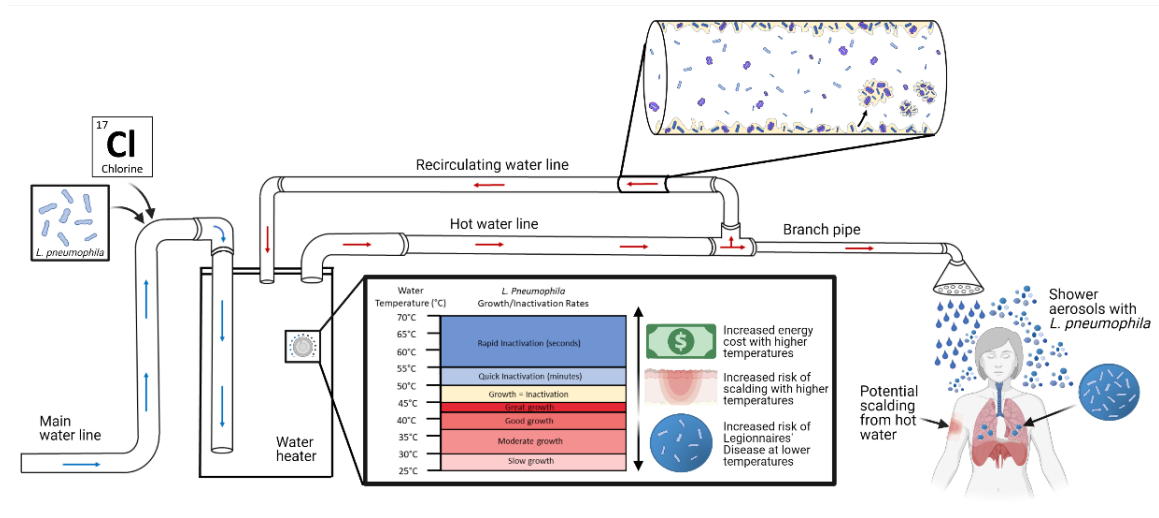 17
Cl
Chlorine
L. pneumophila
Recirculating water line
Hot water line
Branch pipe
Main
water line
Water
heater
Water
Temperature (°C)
L. Pneumophila
Growth/Inactivation Rates
70°C
65°C
60°C
55°C
50°C
45°C
40°C
35°C
30°C
25°C
Rapid Inactivation (seconds)
Quick Inactivation (minutes)
Growth = Inactivation
Great growth
Good growth
Moderate growth
Slow growth
$
Increased energy
cost with higher
temperatures
Increased risk of
scalding with higher
temperatures
Increased risk of
Legionnaires'
Disease at lower
temperatures
Shower
aerosols with
L. pneumophila
Potential
scalding
from hot
water